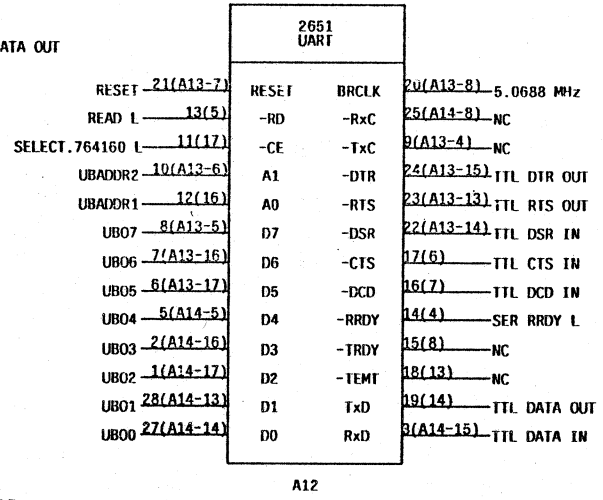 2651
UART
ATA OUT
RESET 21(A13-7) RESET BRCLK 20(A13-8) 5.0688 MHz
READ L 13(5) -RD -RxC 25(A14-8) NC
SELECT.764160 L 11(17) -CE -TxC 9(A13-4) NC
UBADDR2 10(A13-6) A1 -DTR 24(A13-15) TTL DTR OUT
UBADDR1 12(16) A0 -RTS 23(A13-13) TTL RTS OUT
UB07 8(A13-5) D7 -DSR 22(A13-14) TTL DSR IN
UB06 7(A13-16) D6 -CTS 17(6) TTL CTS IN
UB05 6(A13-17) D5 -DCD 16(7) TTL DCD IN
UB04 5(A14-5) D4 -RRDY 14(4) SER RRDY L
UB03 2(A14-16) D3 -TRDY 15(8) NC
UB02 1(A14-17) D2 -TEMT 18(13) NC
UB01 28(A14-13) D1 TxD 19(14) TTL DATA OUT
UB00 27(A14-14) D0 RxD 3(A14-15) TTL DATA IN
A12